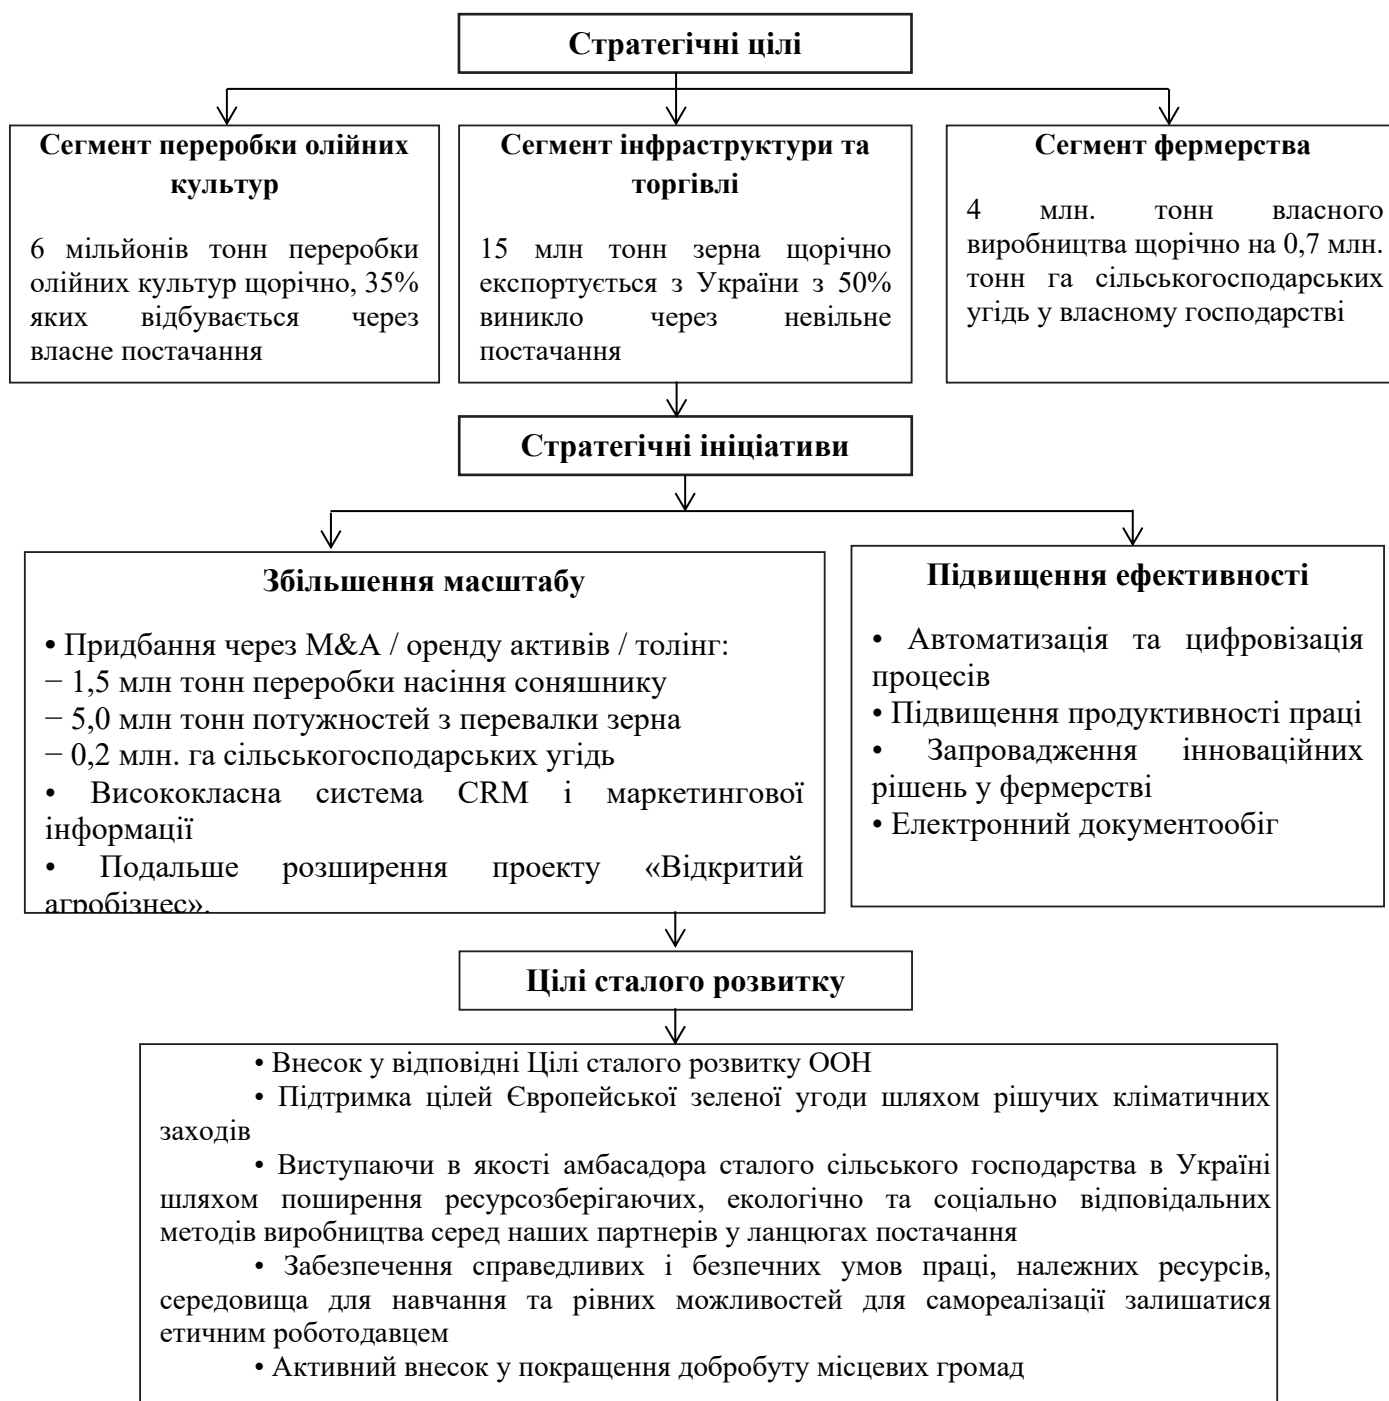 Стратегічні цілі
Сегмент переробки олійних
культур
6 мільйонів тонн переробки
олійних культур щорічно, 35%
яких відбувається через
власне постачання
Сегмент інфраструктури та
торгівлі
15 млн тонн зерна щорічно
експортується з України з 50%
виникло через невільне
постачання
Сегмент фермерства
4 млн. тонн власного
виробництва щорічно на 0,7 млн.
тонн га сільськогосподарських
угідь у власному господарстві
Стратегічні ініціативи
Збільшення масштабу
• Придбання через M&A / оренду активів / толінг:
− 1,5 млн тонн переробки насіння соняшнику
− 5,0 млн тонн потужностей з перевалки зерна
− 0,2 млн. га сільськогосподарських угідь
• Висококласна система CRM і маркетингової
інформації
• Подальше розширення проекту «Відкритий
агробізнес».
Підвищення ефективності
• Автоматизація та цифровізація
процесів
• Підвищення продуктивності праці
• Запровадження інноваційних
рішень у фермерстві
• Електронний документообіг
Цілі сталого розвитку
• Внесок у відповідні Цілі сталого розвитку ООН
• Підтримка цілей Європейської зеленої угоди шляхом рішучих кліматичних
заходів
• Виступаючи в якості амбасадора сталого сільського господарства в Україні
шляхом поширення ресурсозберігаючих, екологічно та соціально відповідальних
методів виробництва серед наших партнерів у ланцюгах постачання
• Забезпечення справедливих і безпечних умов праці, належних ресурсів,
середовища для навчання та рівних можливостей для самореалізації залишатися
етичним роботодавцем
• Активний внесок у покращення добробуту місцевих громад